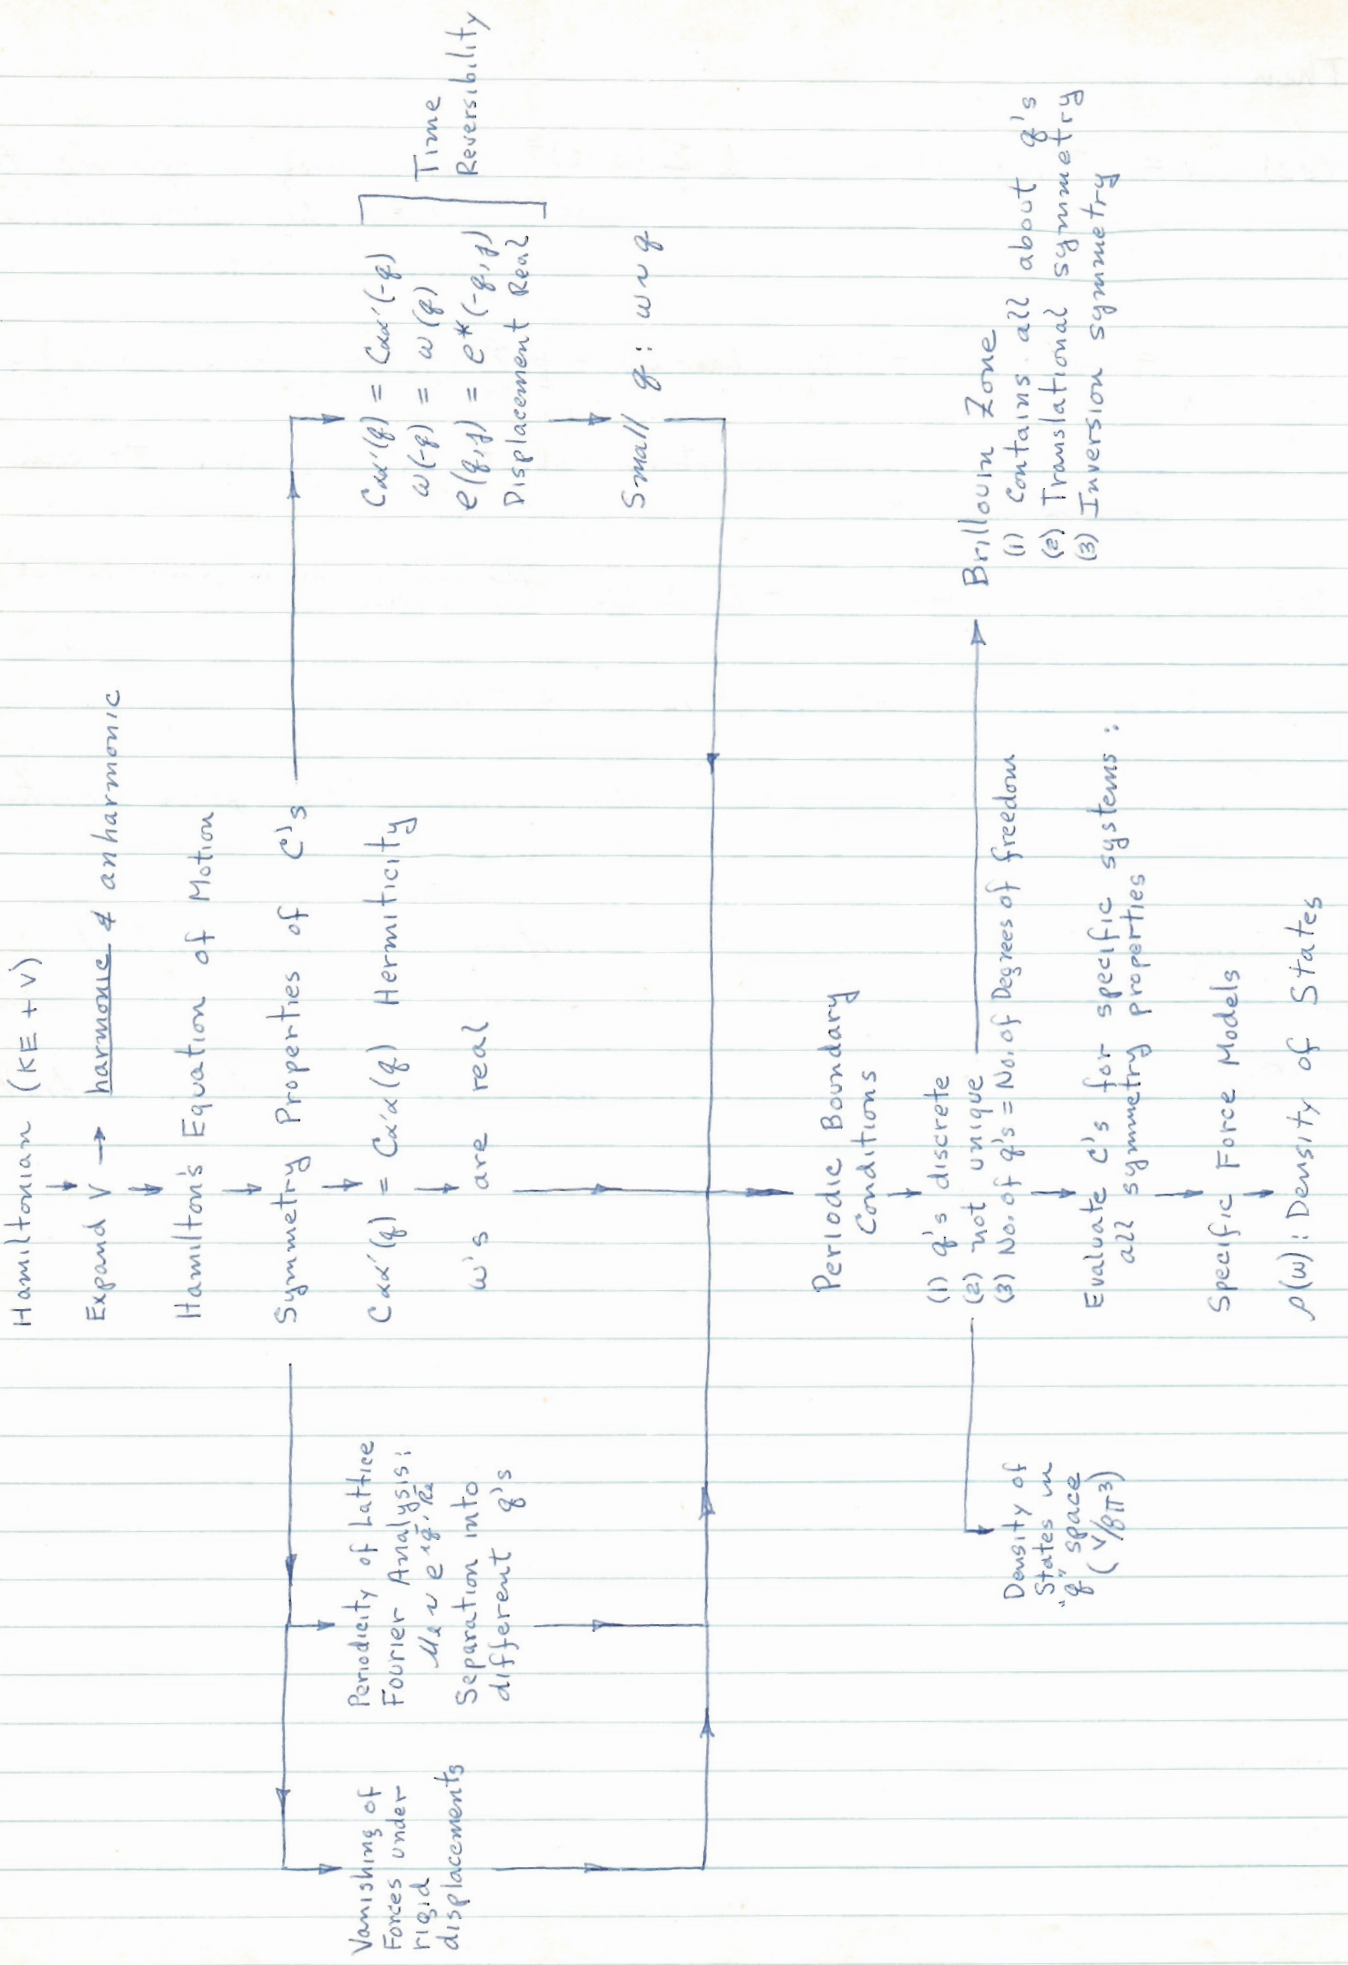 Hamiltonian (KE + V)
Expand V → harmonic & anharmonic
Hamilton's Equation of Motion
Symmetry Properties of C's
Vanishing of
Forces under
rigid
displacements
Periodicity of Lattice
Fourier Analysis:
Separation into
different q's
Cαα'(q) = Cα'α(q) Hermiticity
ω's are real
Cαα'(q) = Cαα'(-q)
ω(-q) = ω(q)
e(q,j) = e*(-q,j)
Displacement Real
Time
Reversibility
Small q: ω ~ q
Periodic Boundary
Conditions
(1) q's discrete
(2) not unique
(3) No. of q's = No. of Degrees of freedom
Density of
States in
"q" space
(V/8π3)
Brillouin Zone
(1) Contains all about q's
(2) Translational symmetry
(3) Inversion symmetry
Evaluate C's for specific systems:
all symmetry properties
Specific Force Models
ρ(ω): Density of States